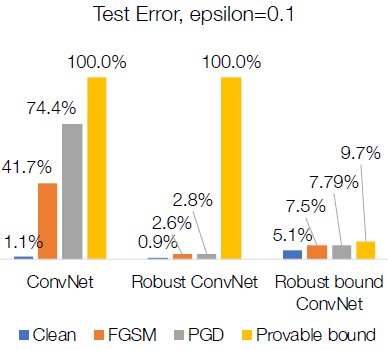 Test Error, epsilon=0.1
100.0%
100.0%
74.4%
41.7%
1.1%
2.8%
2.6%
0.9%
9.7%
7.79%
7.5%
5.1%
ConvNet
Robust ConvNet
Robust bound
ConvNet
Clean
FGSM
PGD
Provable bound